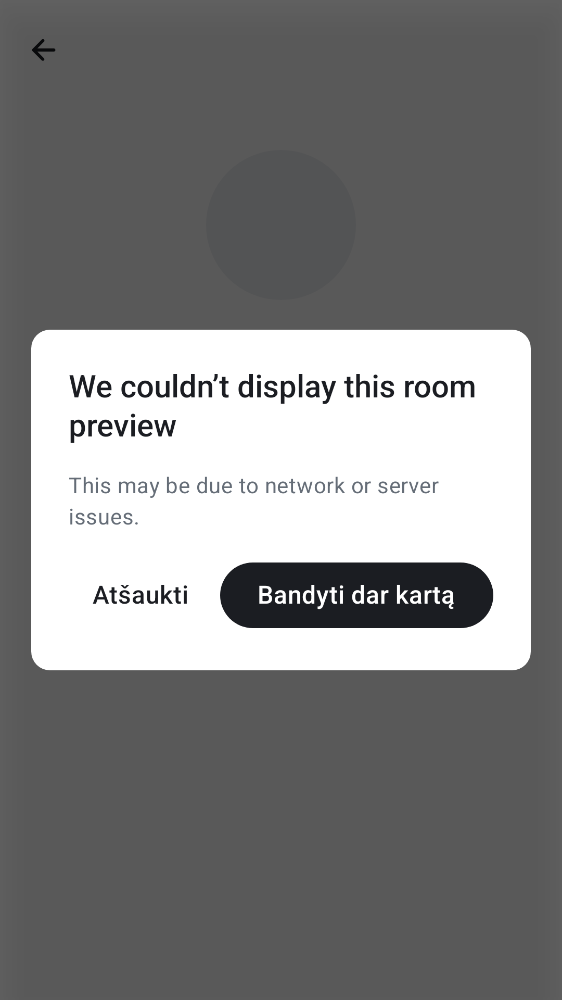 We couldn’t display this room
preview
This may be due to network or server
issues.
Atšaukti
Bandyti dar kartą